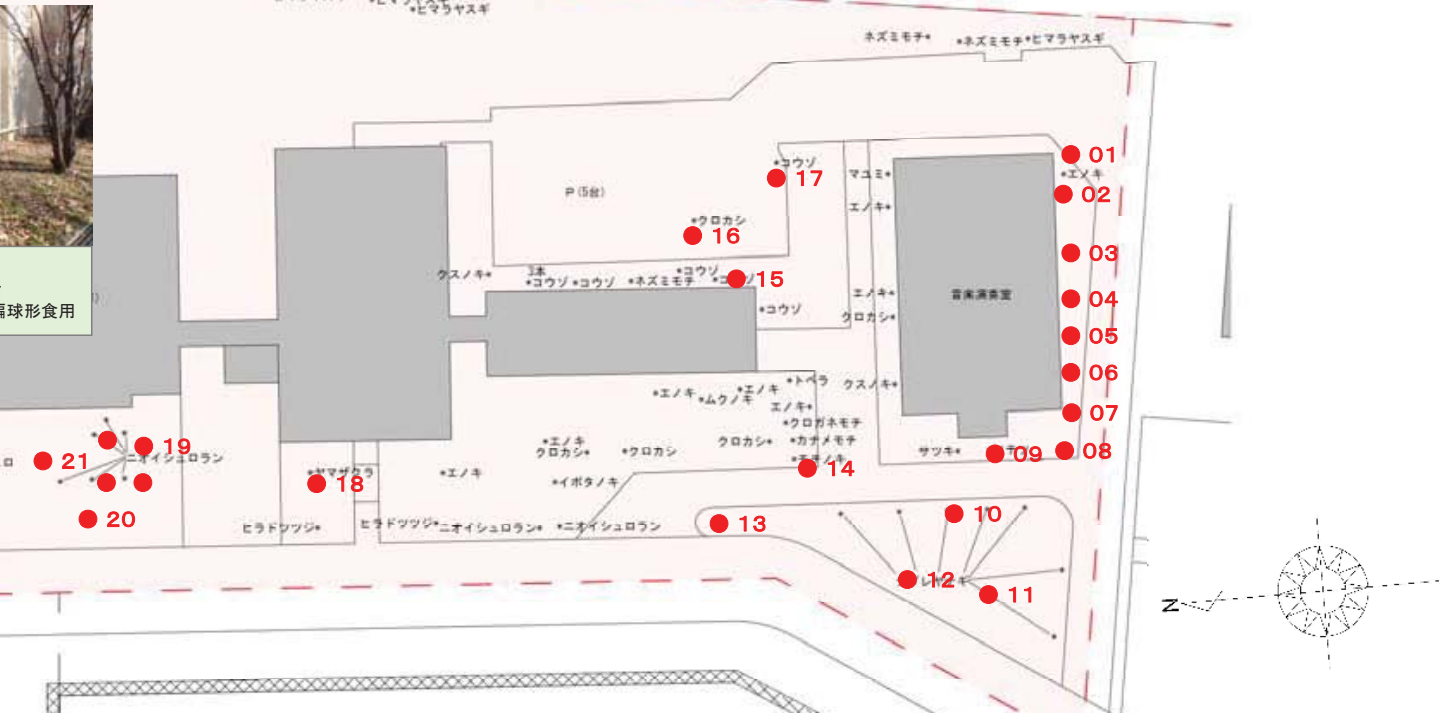 ヒマラヤスギ
ネズミモチ
ネズミモチ
ヒマラヤスギ
コウゾ
17
マユミ
エノキ
01
エノキ
02
P(5台)
クロカシ
16
03
クスノキ
3本
コウゾ
コウゾ
ネズミモチ
コウゾ
15
エノキ
音楽演奏室
04
コウゾ
クロカシ
05
扁球形食用
06
エノキ
ムクノキ
エノキ
トベラ
クスノキ
エノキ
07
クロガネモチ
エノキ
クロカシ
クロカシ
クロカシ
カナメモチ
サツキ
09
08
19
ニオイシュロラン
21
ロ
14
ヤマザクラ
18
エノキ
イボタノキ
20
ヒラドツツジ
ヒラドツツジ
ニオイシュロラン
ニオイシュロラン
13
10
12
11
N